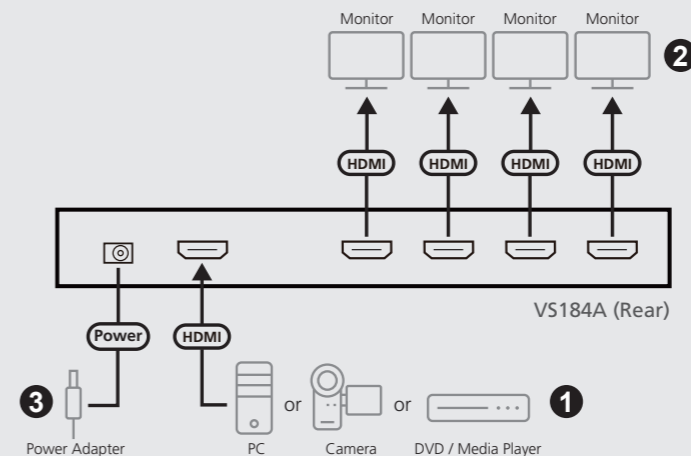 Monitor Monitor Monitor Monitor
2
HDMI HDMI HDMI HDMI
VS184A (Rear)
Power HDMI
3 or or 1
Power Adapter PC Camera DVD / Media Player